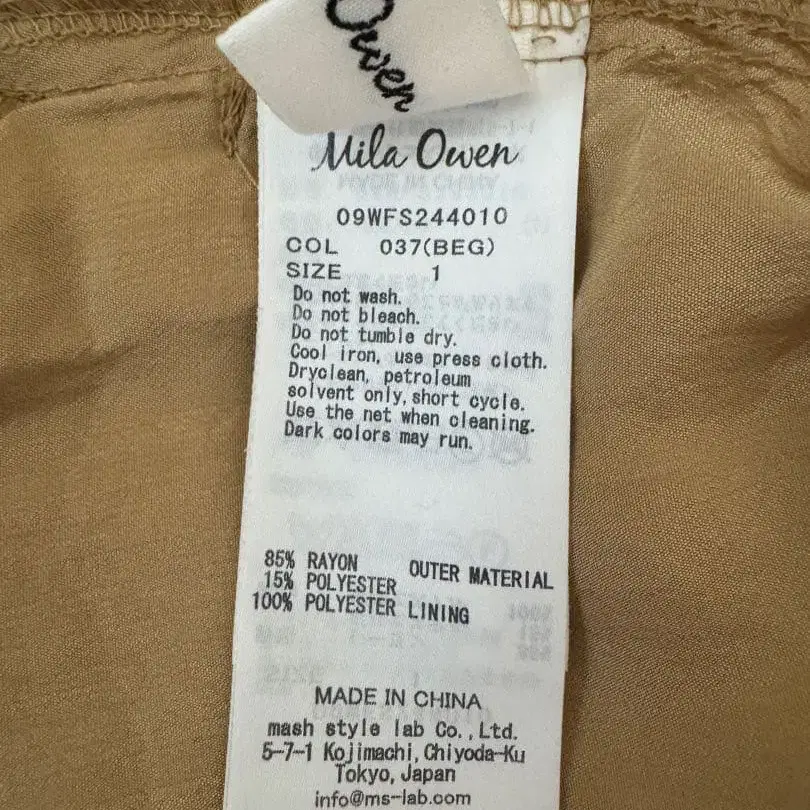 Owen
Mila Owen
09WFS244010
COL 037(BEG)
SIZE 1
Do not wash.
Do not bleach.
Do not tumble dry.
Cool iron, use press cloth.
Dryclean, petroleum
solvent only, short cycle.
Use the net when cleaning.
Dark colors may run.
85% RAYON OUTER MATERIAL
15% POLYESTER
100% POLYESTER LINING
MADE IN CHINA
mash style lab Co., Ltd.
5-7-1 Kojimachi, Chiyoda-Ku
Tokyo, Japan
info@ms-lab.com